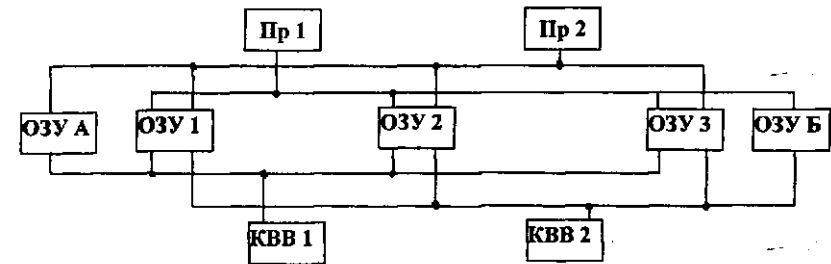 Пр 1
Пр 2
ОЗУ А
ОЗУ 1
ОЗУ 2
ОЗУ 3
ОЗУ Б
КВВ 1
КВВ 2